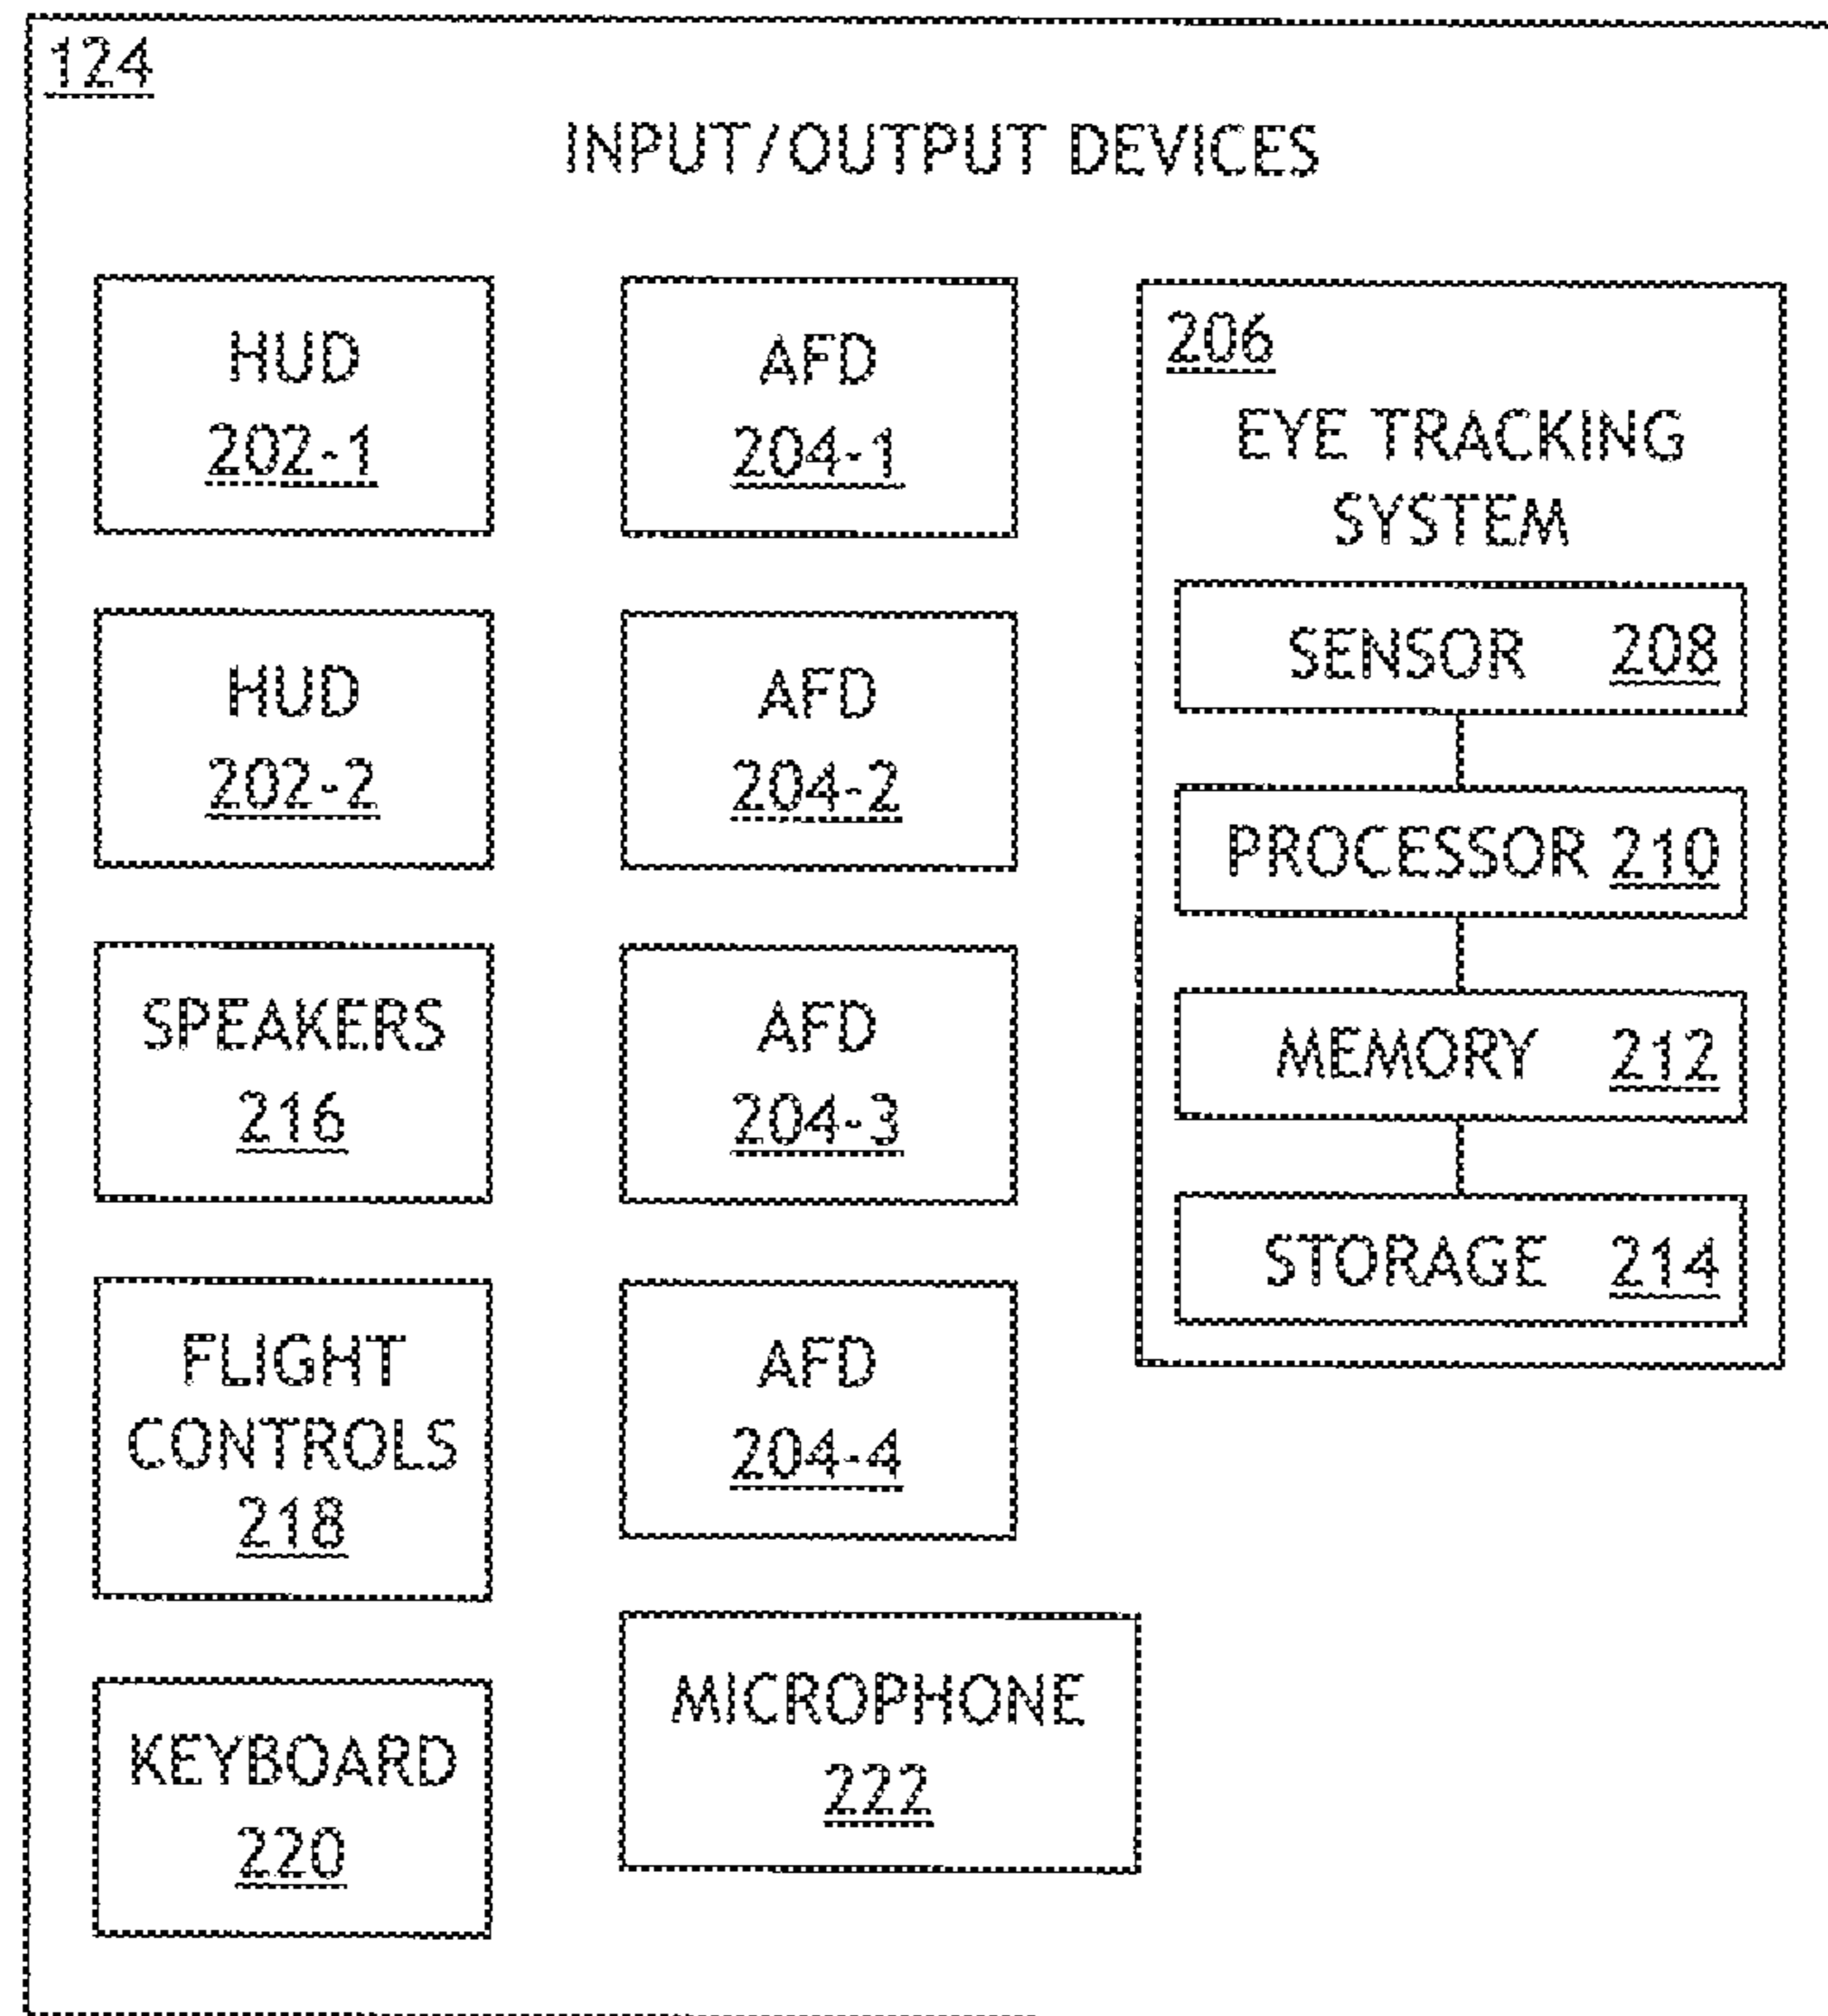 124
INPUT/OUTPUT DEVICES
HUD
202-1
HUD
202-2
SPEAKERS
216
FLIGHT
CONTROLS
218
KEYBOARD
220
AFD
204-1
AFD
204-2
AFD
204-3
AFD
204-4
MICROPHONE
222
206
EYE TRACKING
SYSTEM
SENSOR 208
PROCESSOR 210
MEMORY 212
STORAGE 214